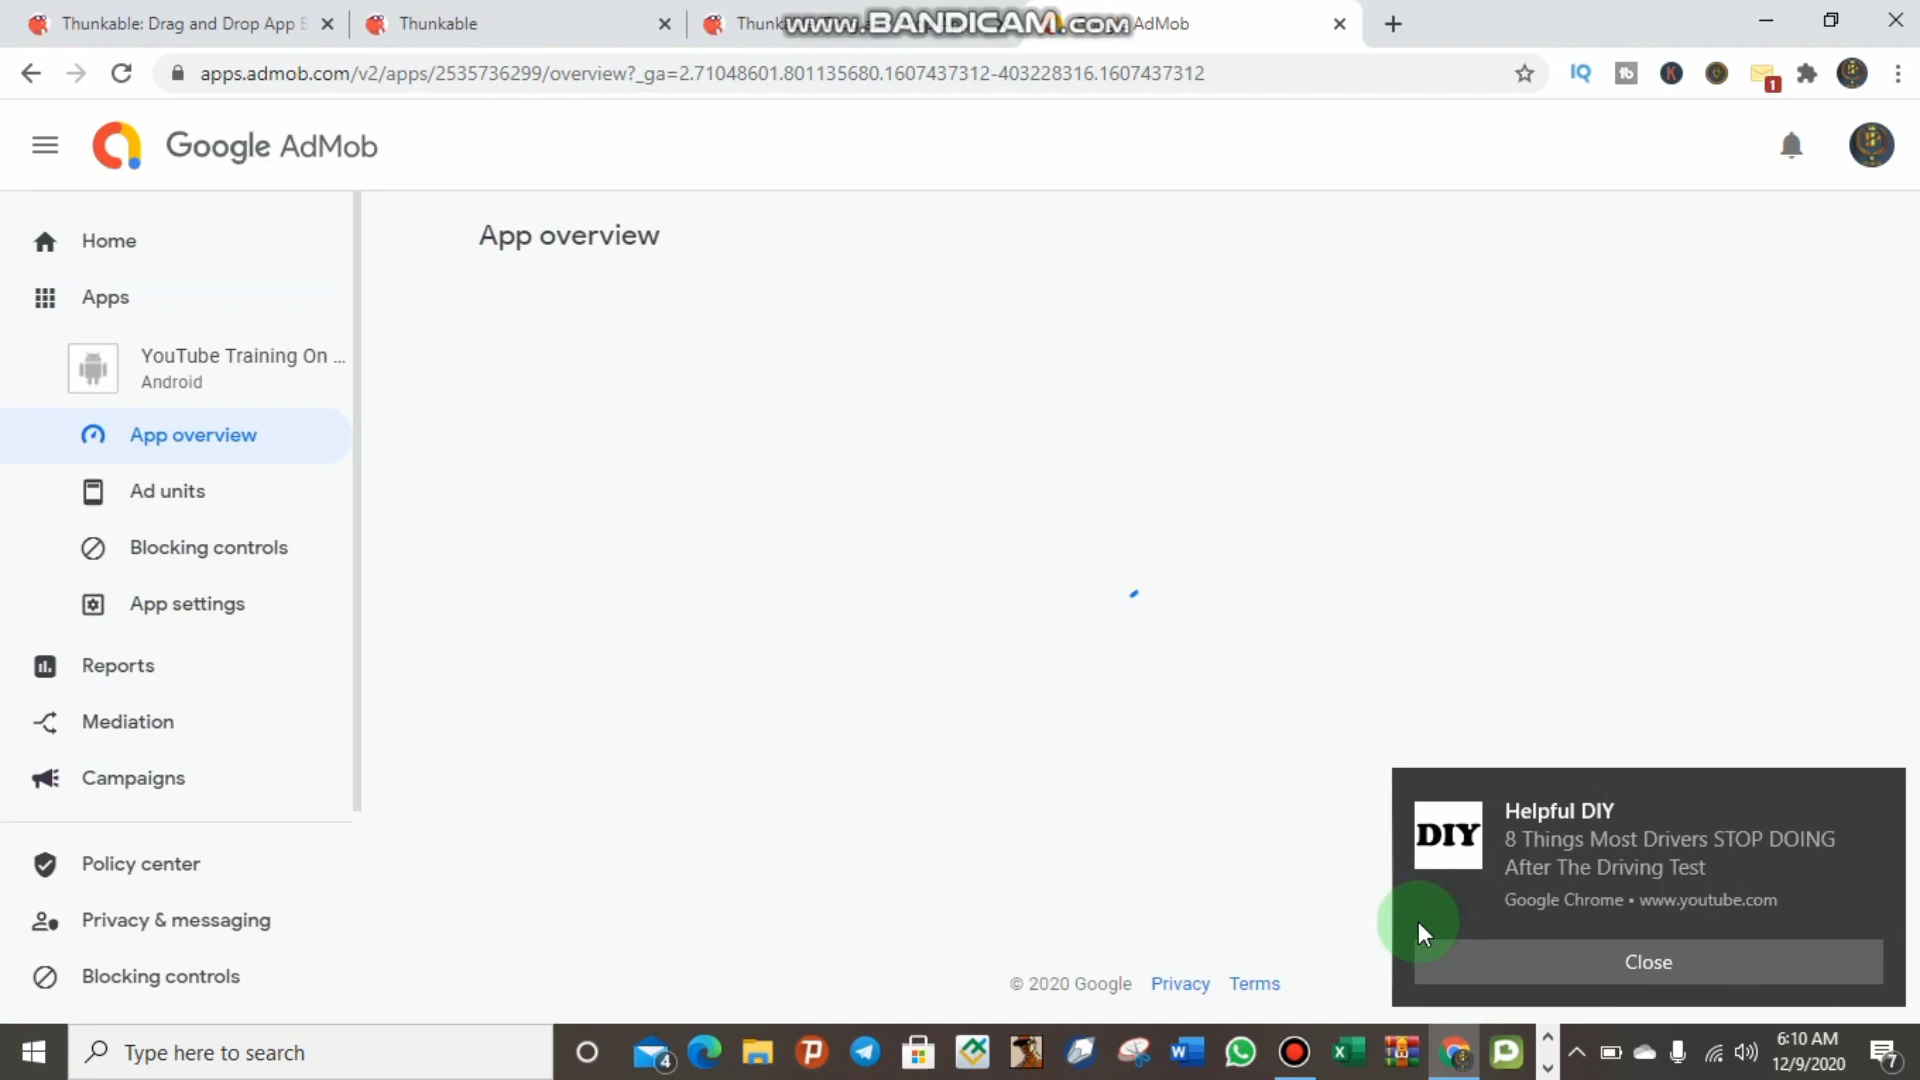 Thunkable: Drag and Drop App B
Thunkable
Thunk
www.BANDICAM.com
AdMob
apps.admob.com/v2/apps/2535736299/overview?_ga=2.71048601.801135680.1607437312-403228316.1607437312
IQ
tb
K
1
Google AdMob
Home
Apps
YouTube Training On ...
Android
App overview
Ad units
Blocking controls
App settings
Reports
Mediation
Campaigns
Policy center
Privacy & messaging
Blocking controls
App overview
© 2020 Google Privacy Terms
DIY
Helpful DIY
8 Things Most Drivers STOP DOING
After The Driving Test
Google Chrome • www.youtube.com
Close
Type here to search
4
6:10 AM
12/9/2020
7